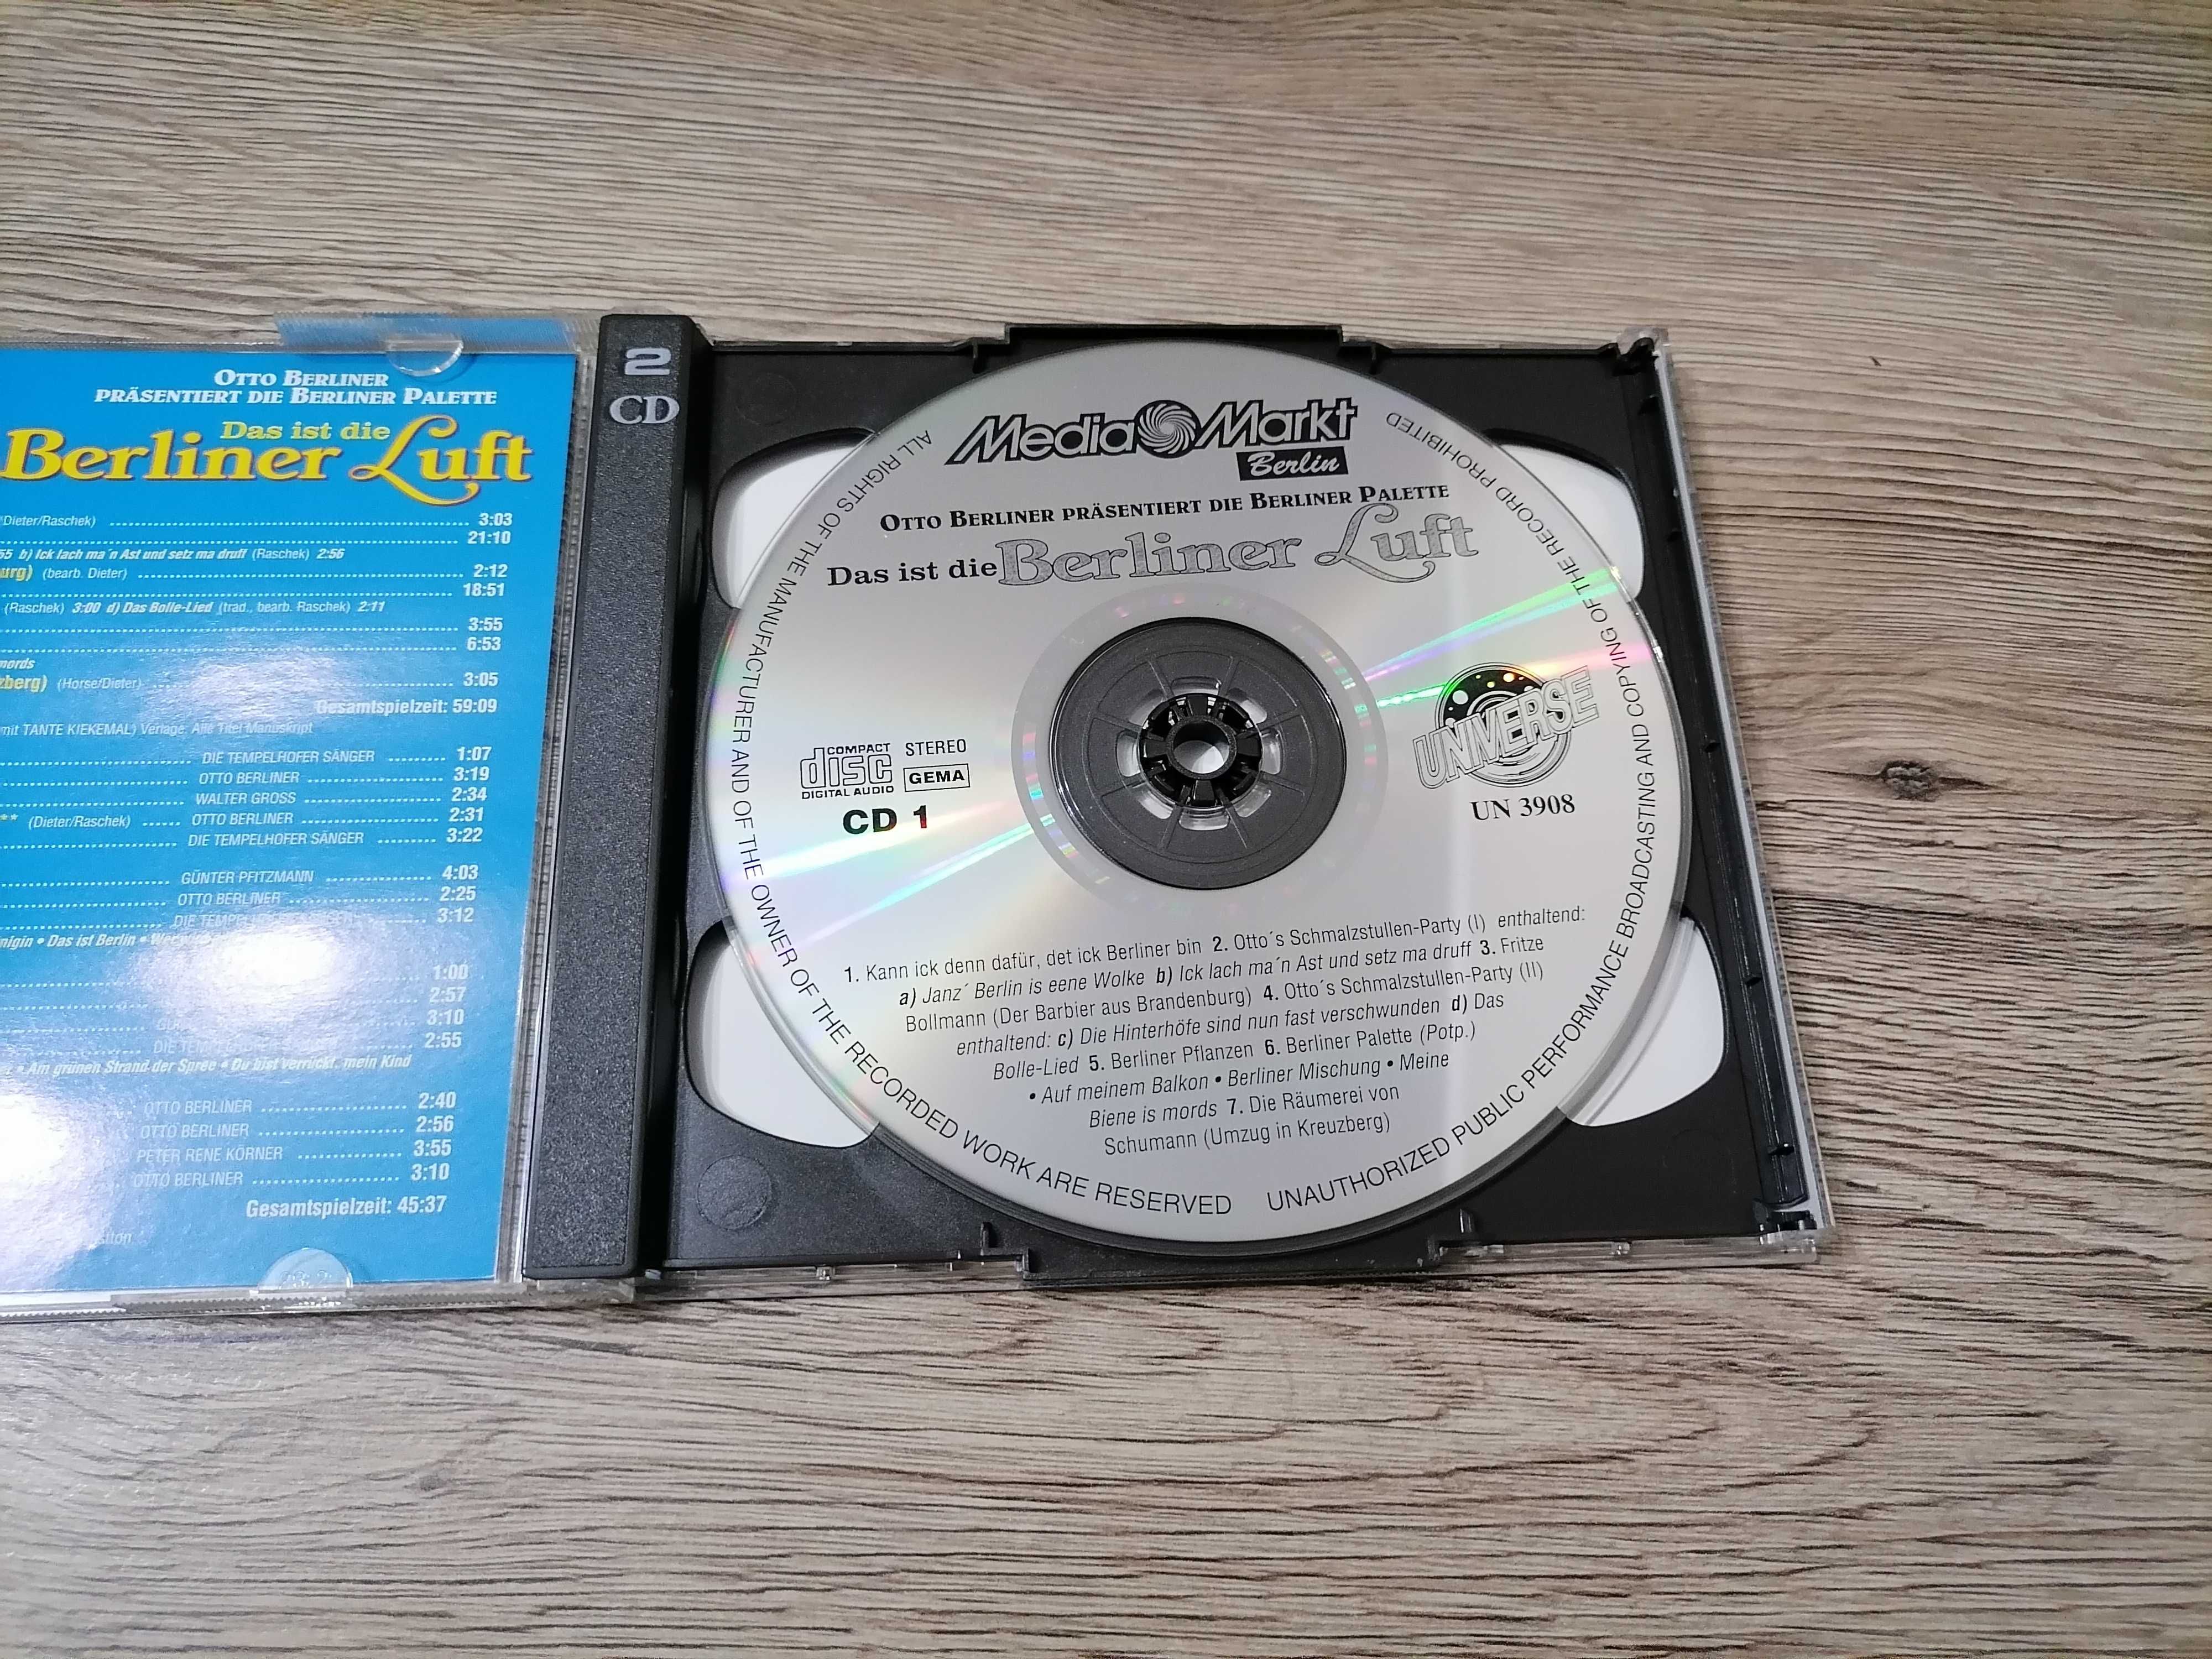 OTTO BERLINER
PRÄSENTIERT DIE BERLINER PALETTE
Das ist die
Berliner Luft
Dieter/Raschek) 3:03
21:10
55 b) Ick lach ma´n Ast und setz ma druff (Raschek) 2:56
urg) (bearb. Dieter) 2:12
18:51
(Raschek) 3:00 d) Das Bolle-Lied (trad., bearb. Raschek) 2:11
3:55
6:53
mords
zberg) (Horse/Dieter) 3:05
Gesamtspielzeit: 59:09
mit TANTE KIEKEMAL) Verlage: Alle Titel Manuskript
DIE TEMPELHOFER SÄNGER 1:07
OTTO BERLINER 3:19
WALTER GROSS 2:34
** (Dieter/Raschek) OTTO BERLINER 2:31
DIE TEMPELHOFER SÄNGER 3:22
GÜNTER PFITZMANN 4:03
OTTO BERLINER 2:25
DIE 3:12
nigin • Das ist Berlin •
1:00
2:57
3:10
DIE 2:55
• Am grünen Strand der Spree • Du bist verrückt, mein Kind
OTTO BERLINER 2:40
OTTO BERLINER 2:56
PETER RENE KÖRNER 3:55
OTTO BERLINER 3:10
Gesamtspielzeit: 45:37
2
CD
Media Markt
Berlin
OTTO BERLINER PRÄSENTIERT DIE BERLINER PALETTE
Das ist die Berliner Luft
COMPACT
disc
DIGITAL AUDIO
STEREO
GEMA
CD 1
UNIVERSE
UN 3908
1. Kann ick denn dafür, det ick Berliner bin 2. Otto´s Schmalzstullen-Party (I) enthaltend:
a) Janz´ Berlin is eene Wolke b) Ick lach ma´n Ast und setz ma druff 3. Fritze
Bollmann (Der Barbier aus Brandenburg) 4. Otto´s Schmalzstullen-Party (II)
enthaltend: c) Die Hinterhöfe sind nun fast verschwunden d) Das
Bolle-Lied 5. Berliner Pflanzen 6. Berliner Palette (Potp.)
• Auf meinem Balkon • Berliner Mischung • Meine
Biene is mords 7. Die Räumerei von
Schumann (Umzug in Kreuzberg)
ALL RIGHTS OF THE MANUFACTURER AND OF THE OWNER OF THE RECORDED WORK ARE RESERVED
UNAUTHORIZED PUBLIC PERFORMANCE BROADCASTING AND COPYING OF THE RECORD PROHIBITED